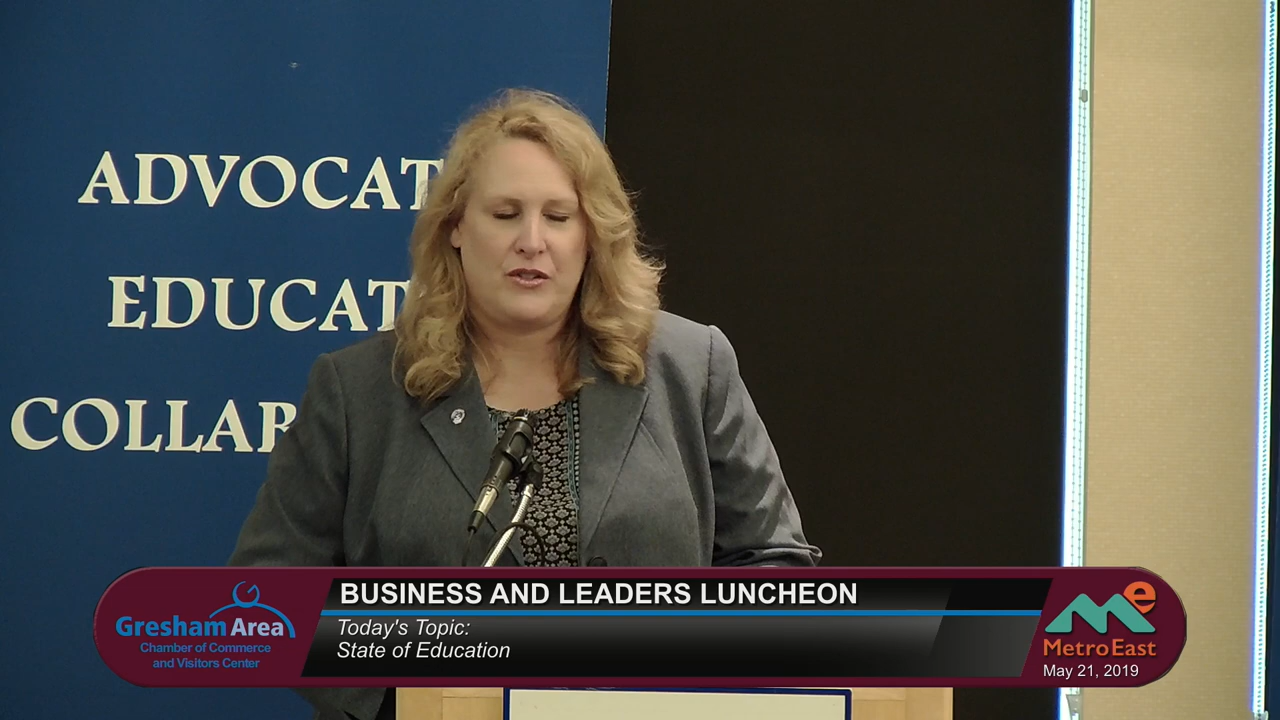 ADVOCAT
EDUCAT
COLLAB
BUSINESS AND LEADERS LUNCHEON
Today's Topic:
State of Education
Gresham Area
Chamber of Commerce
and Visitors Center
Me
MetroEast
May 21, 2019